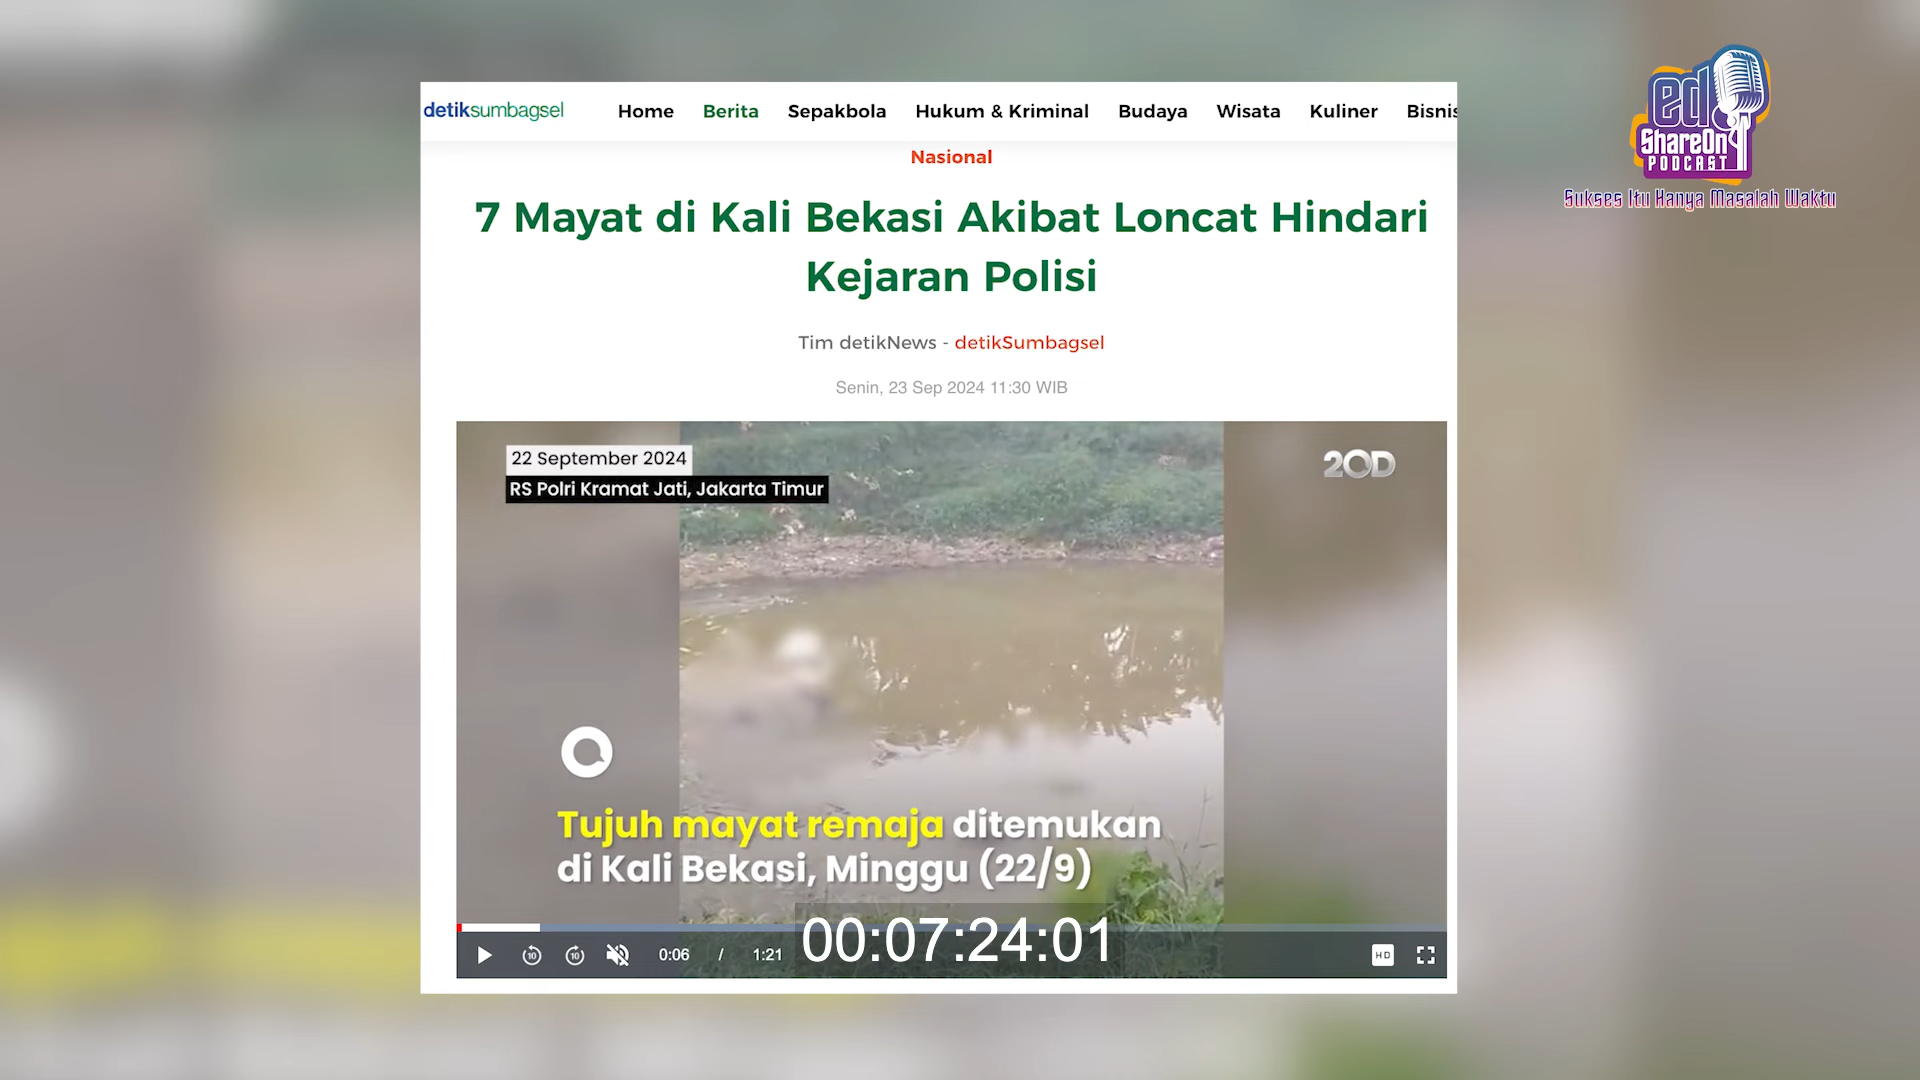 detiksumbagsel
Home Berita Sepakbola Hukum & Kriminal Budaya Wisata Kuliner Bisnis
Nasional
7 Mayat di Kali Bekasi Akibat Loncat Hindari
Kejaran Polisi
Tim detikNews - detikSumbagsel
Senin, 23 Sep 2024 11:30 WIB
22 September 2024
RS Polri Kramat Jati, Jakarta Timur
20D
Tujuh mayat remaja ditemukan
di Kali Bekasi, Minggu (22/9)
10 10 0:06 / 1:21 HD
00:07:24:01
ed
ShareOn
PODCAST
Sukses Itu Hanya Masalah Waktu